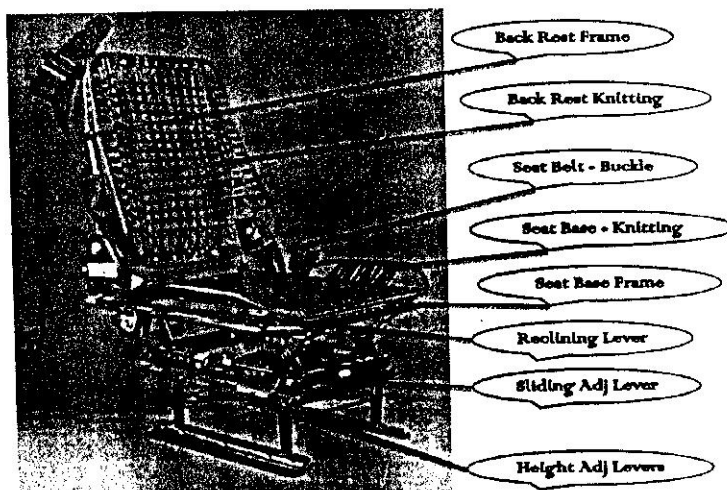 Back Rest Frame
Back Rest Knitting
Seat Belt - Buckle
Seat Base - Knitting
Seat Base Frame
Reclining Lever
Sliding Adj Lever
Height Adj Levers